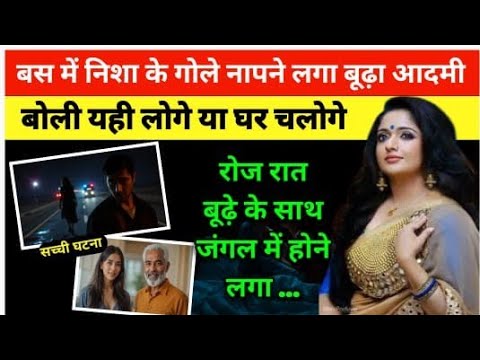 बस में निशा के गोले नापने लगा बूढ़ा आदमी
बोली यही लोगे या घर चलोगे
रोज रात
बूढ़े के साथ
जंगल में होने
लगा ...
सच्ची घटना